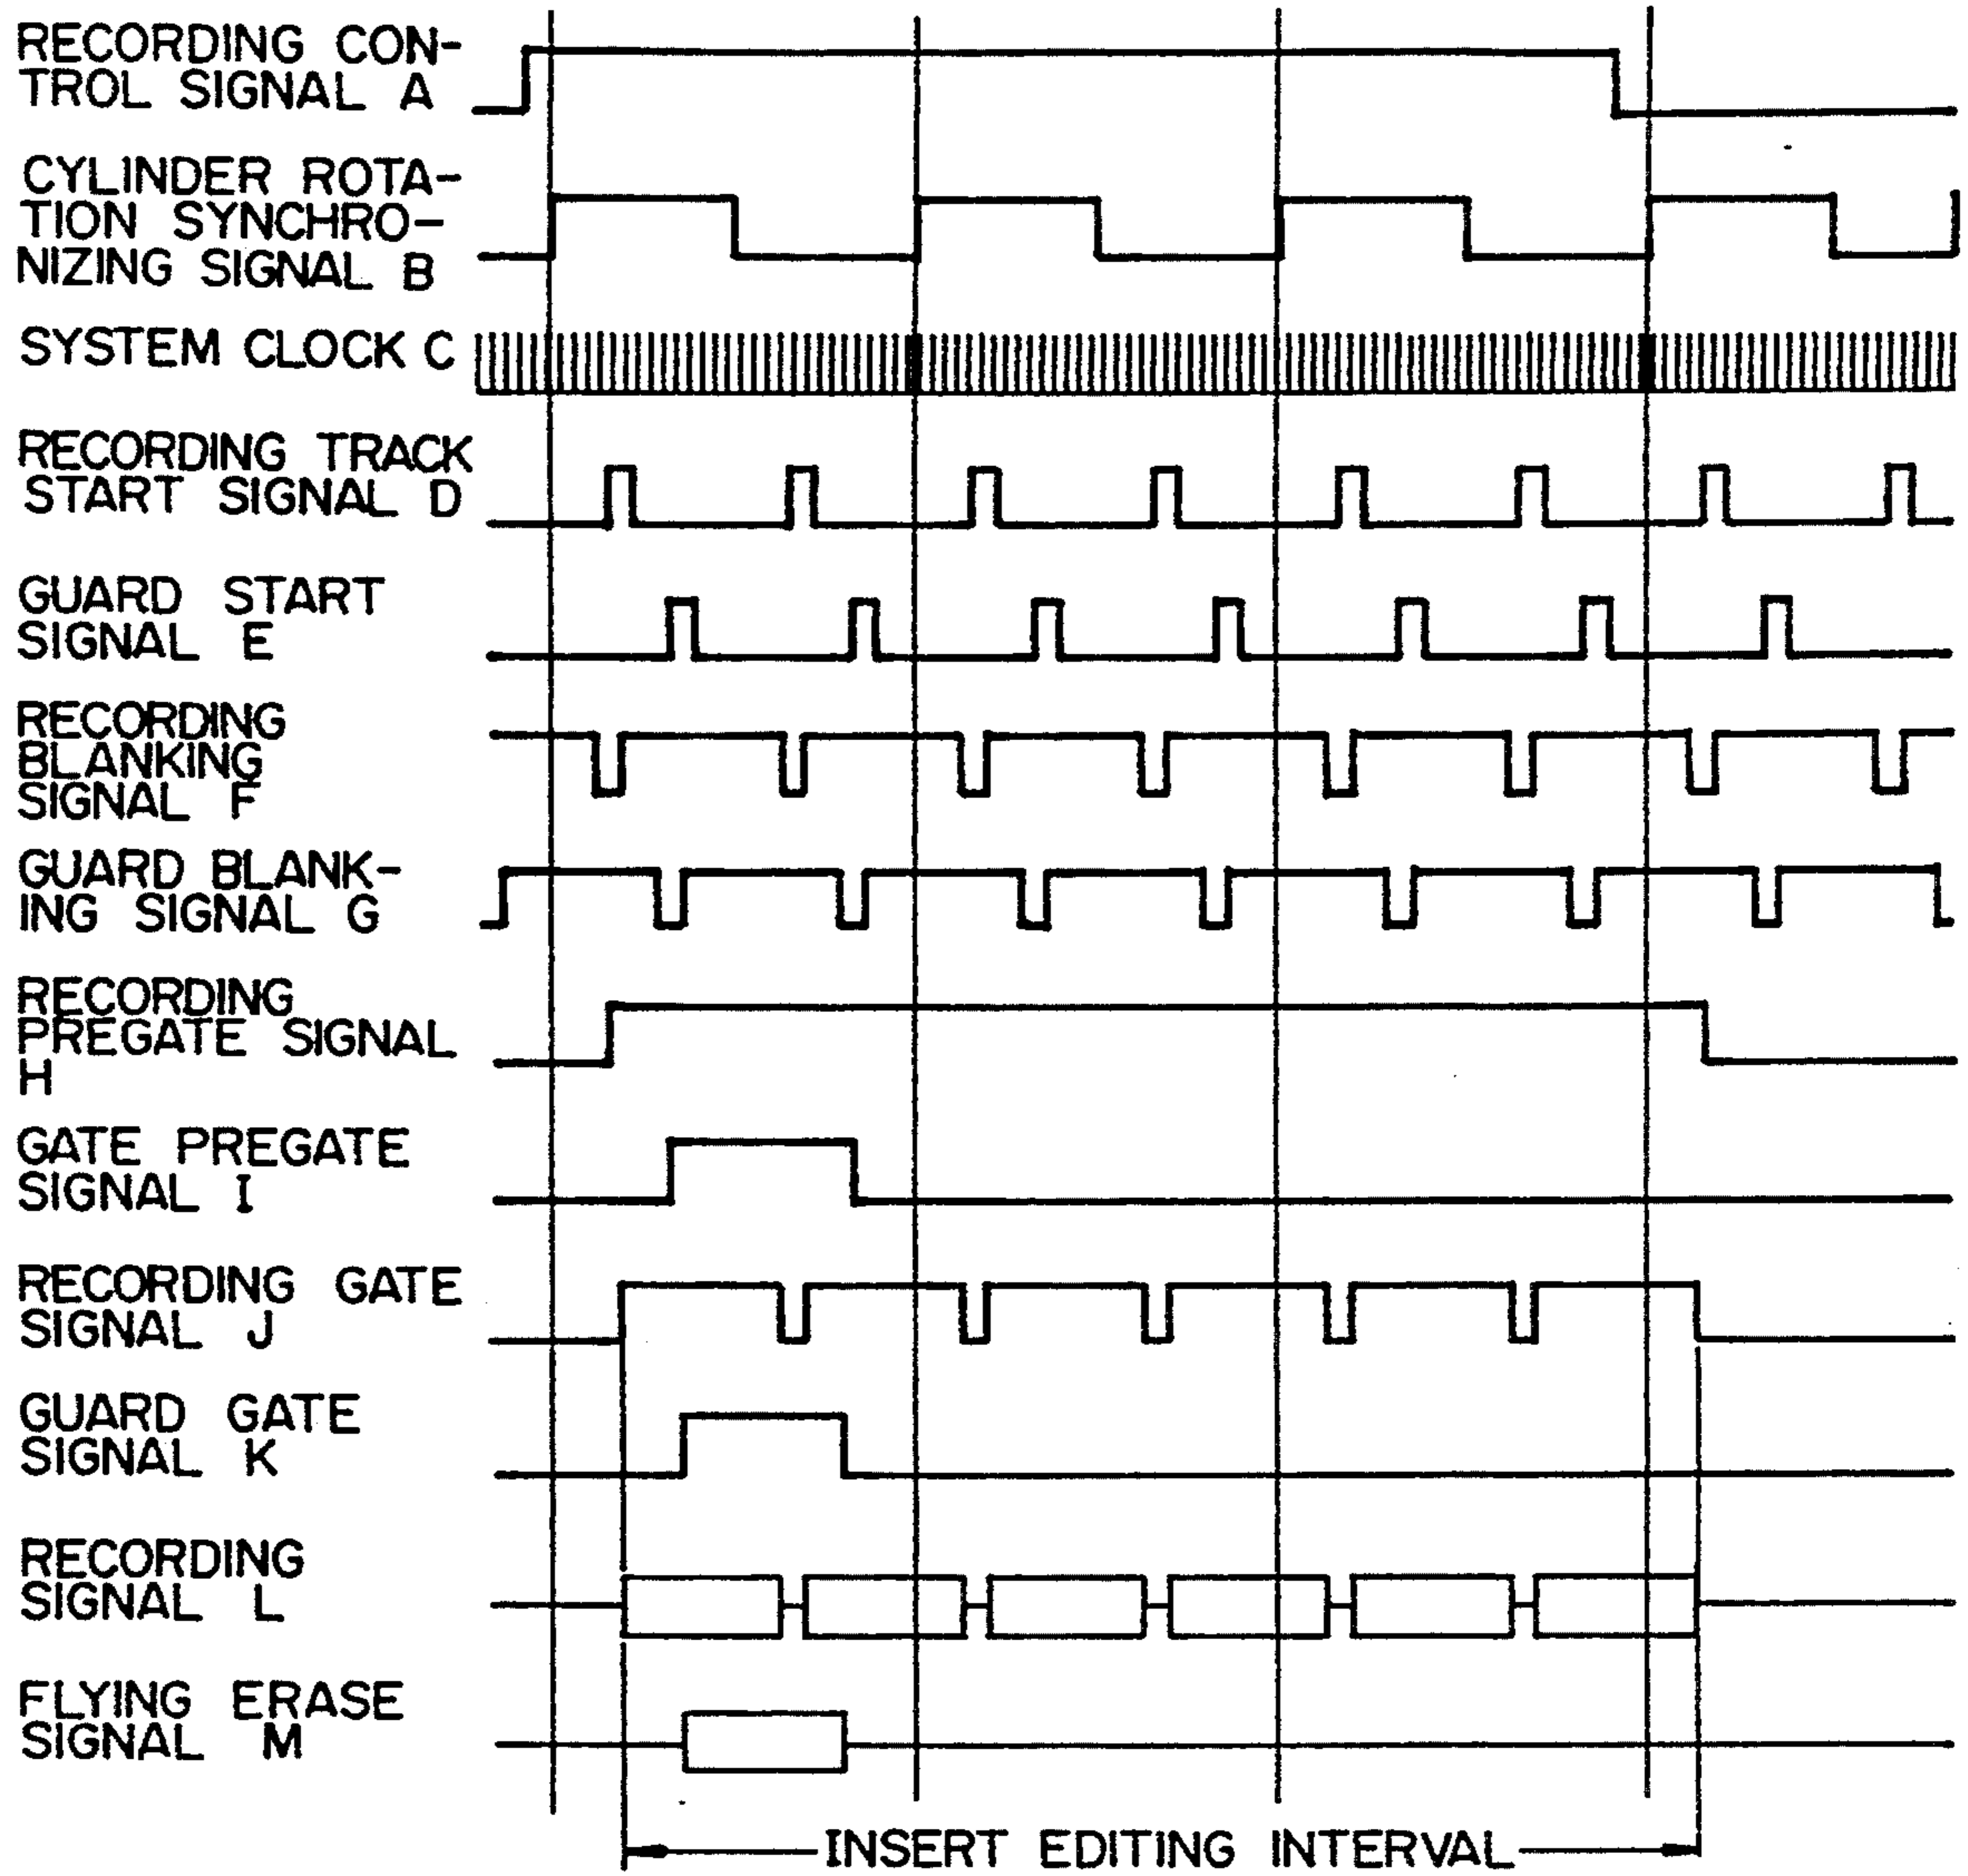 RECORDING CON-
TROL SIGNAL A
CYLINDER ROTA-
TION SYNCHRO-
NIZING SIGNAL B
SYSTEM CLOCK C
RECORDING TRACK
START SIGNAL D
GUARD START
SIGNAL E
RECORDING
BLANKING
SIGNAL F
GUARD BLANK-
ING SIGNAL G
RECORDING
PREGATE SIGNAL
H
GATE PREGATE
SIGNAL I
RECORDING GATE
SIGNAL J
GUARD GATE
SIGNAL K
RECORDING
SIGNAL L
FLYING ERASE
SIGNAL M
INSERT EDITING INTERVAL